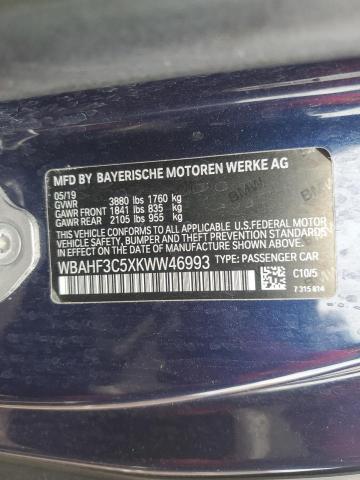 MFD BY BAYERISCHE MOTOREN WERKE AG
05/19
GVWR 3880 lbs 1760 kg
GAWR FRONT 1841 lbs 835 kg
GAWR REAR 2105 lbs 955 kg
THIS VEHICLE CONFORMS TO ALL APPLICABLE U.S. FEDERAL MOTOR
VEHICLE SAFETY, BUMPER, AND THEFT PREVENTION STANDARDS
IN EFFECT ON THE DATE OF MANUFACTURE SHOWN ABOVE.
WBAHF3C5XKWW46993 TYPE: PASSENGER CAR
C10/5
7 315 814